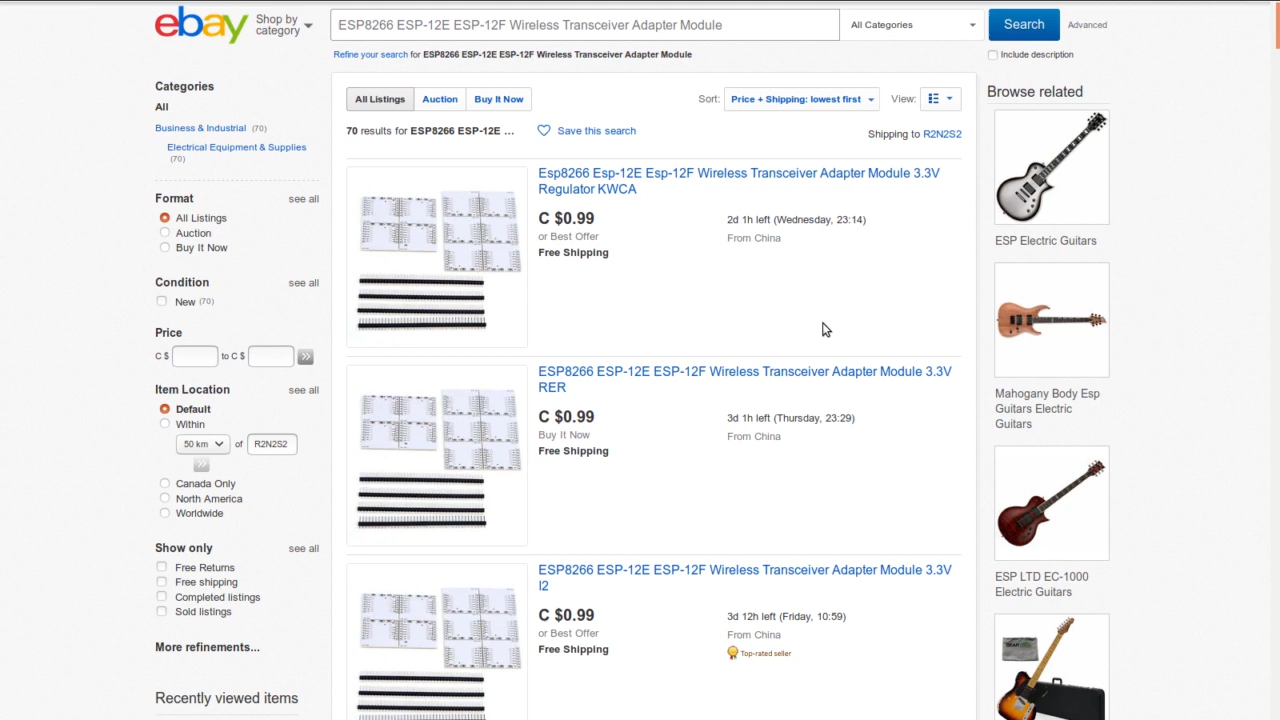 ebay
Shop by
category
ESP8266 ESP-12E ESP-12F Wireless Transceiver Adapter Module
All Categories
Search
Advanced
Refine your search for ESP8266 ESP-12E ESP-12F Wireless Transceiver Adapter Module
Include description
Categories
All
Business & Industrial (70)
Electrical Equipment & Supplies
(70)
Format
see all
All Listings
Auction
Buy It Now
Condition
see all
New (70)
Price
C $
to C $
Item Location
see all
Default
Within
50 km
of
R2N2S2
Canada Only
North America
Worldwide
Show only
see all
Free Returns
Free shipping
Completed listings
Sold listings
More refinements...
Recently viewed items
All Listings
Auction
Buy It Now
Sort:
Price + Shipping: lowest first
View:
70 results for ESP8266 ESP-12E ...
Save this search
Shipping to R2N2S2
Esp8266 Esp-12E Esp-12F Wireless Transceiver Adapter Module 3.3V
Regulator KWCA
C $0.99
or Best Offer
Free Shipping
2d 1h left (Wednesday, 23:14)
From China
ESP8266 ESP-12E ESP-12F Wireless Transceiver Adapter Module 3.3V
RER
C $0.99
Buy It Now
Free Shipping
3d 1h left (Thursday, 23:29)
From China
ESP8266 ESP-12E ESP-12F Wireless Transceiver Adapter Module 3.3V
I2
C $0.99
or Best Offer
Free Shipping
3d 12h left (Friday, 10:59)
From China
Top-rated seller
Browse related
ESP Electric Guitars
Mahogany Body Esp
Guitars Electric
Guitars
ESP LTD EC-1000
Electric Guitars